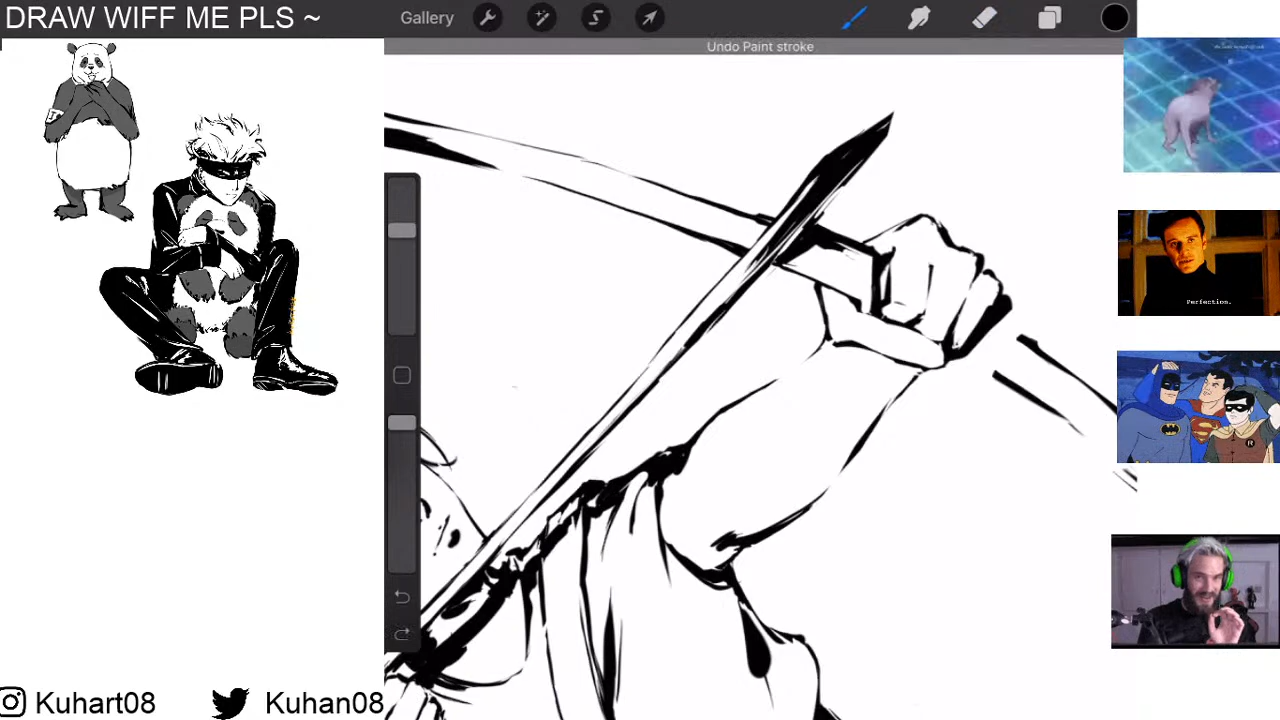 DRAW WIFF ME PLS ~
Gallery
Undo Paint stroke
Perfection.
R
Kuhart08
Kuhan08